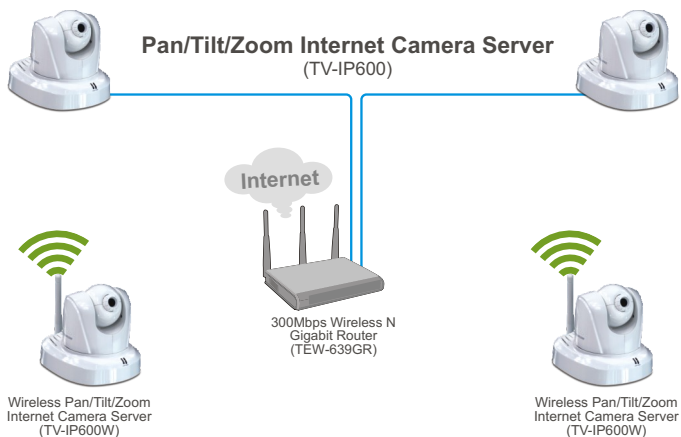 Pan/Tilt/Zoom Internet Camera Server
(TV-IP600)
Internet
300Mbps Wireless N
Gigabit Router
(TEW-639GR)
Wireless Pan/Tilt/Zoom
Internet Camera Server
(TV-IP600W)
Wireless Pan/Tilt/Zoom
Internet Camera Server
(TV-IP600W)